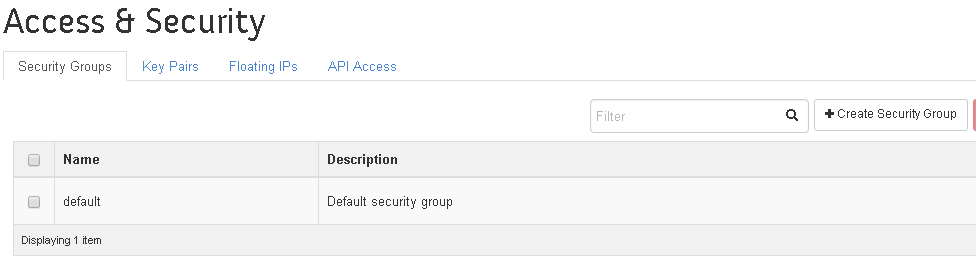 Access & Security
Security Groups Key Pairs Floating IPs API Access
Filter + Create Security Group
Name Description
default Default security group
Displaying 1 item